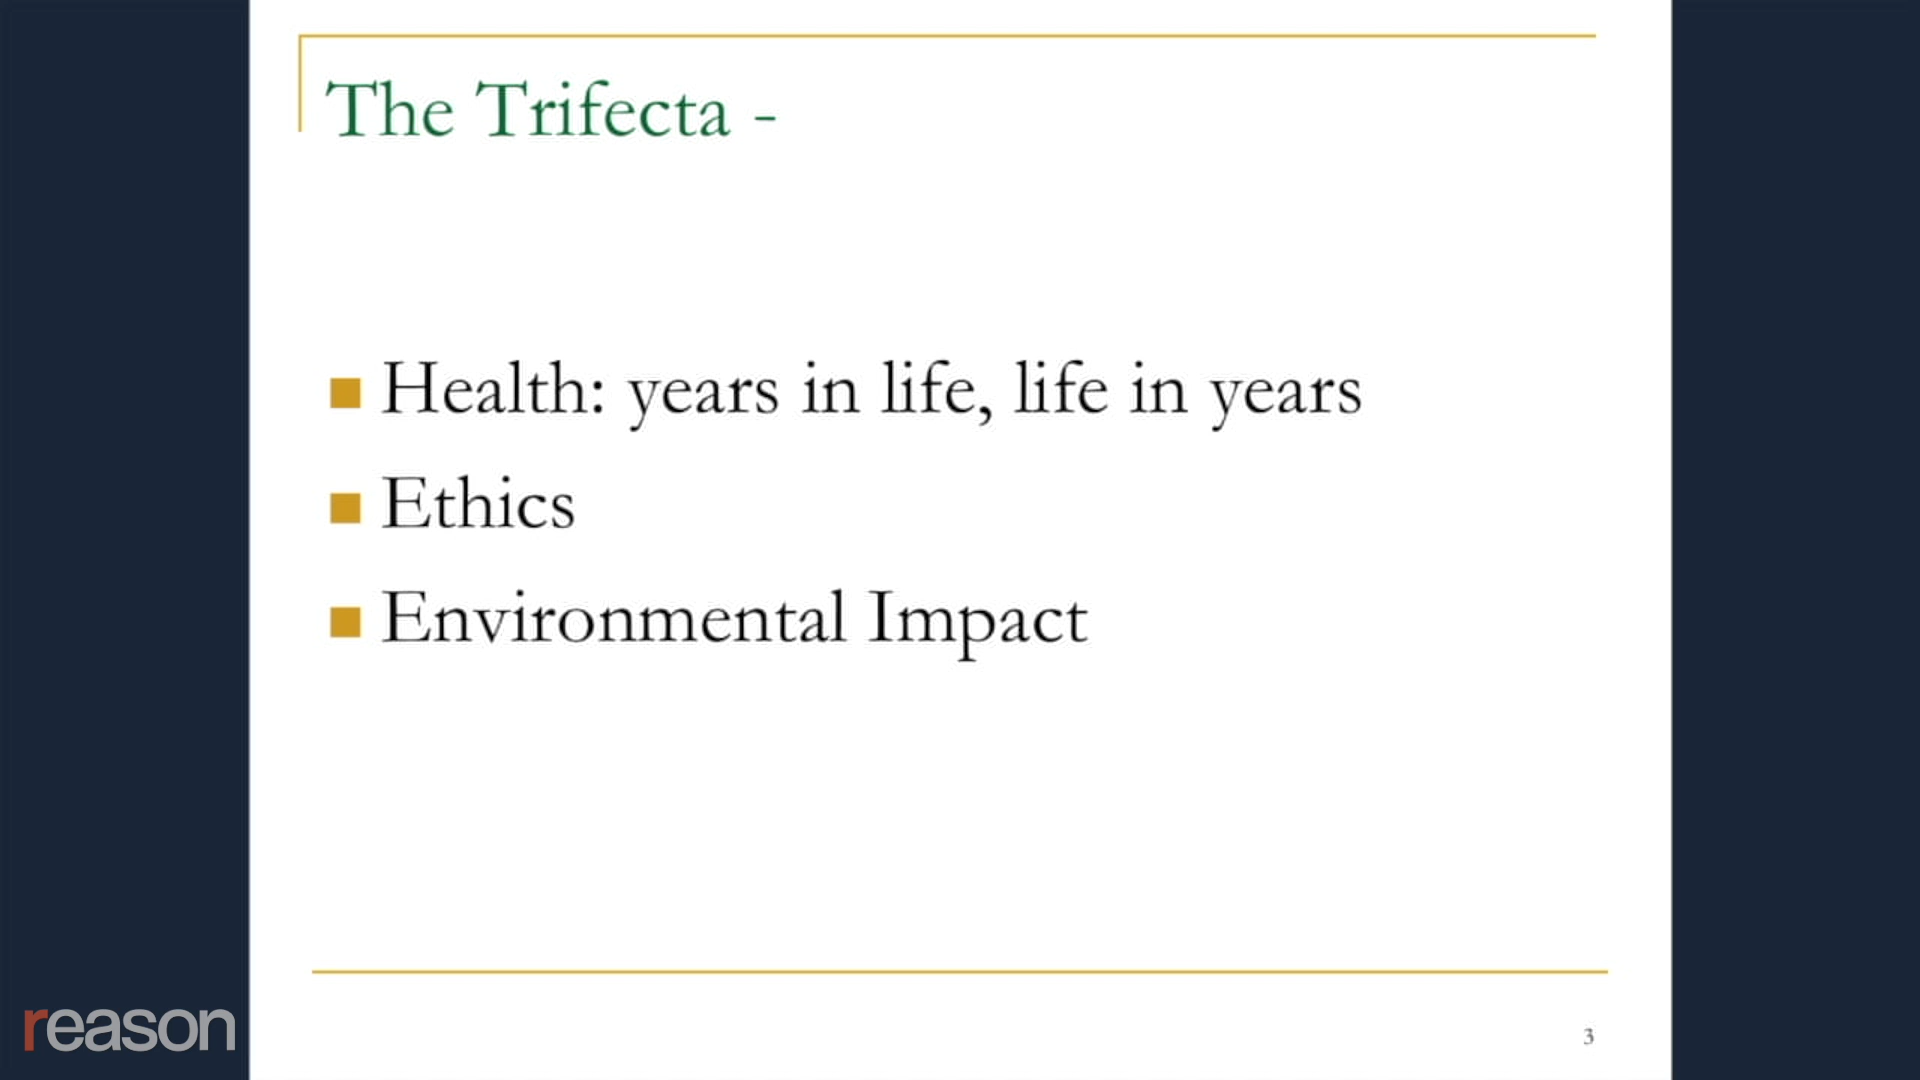 The Trifecta -
Health: years in life, life in years
Ethics
Environmental Impact
reason
3